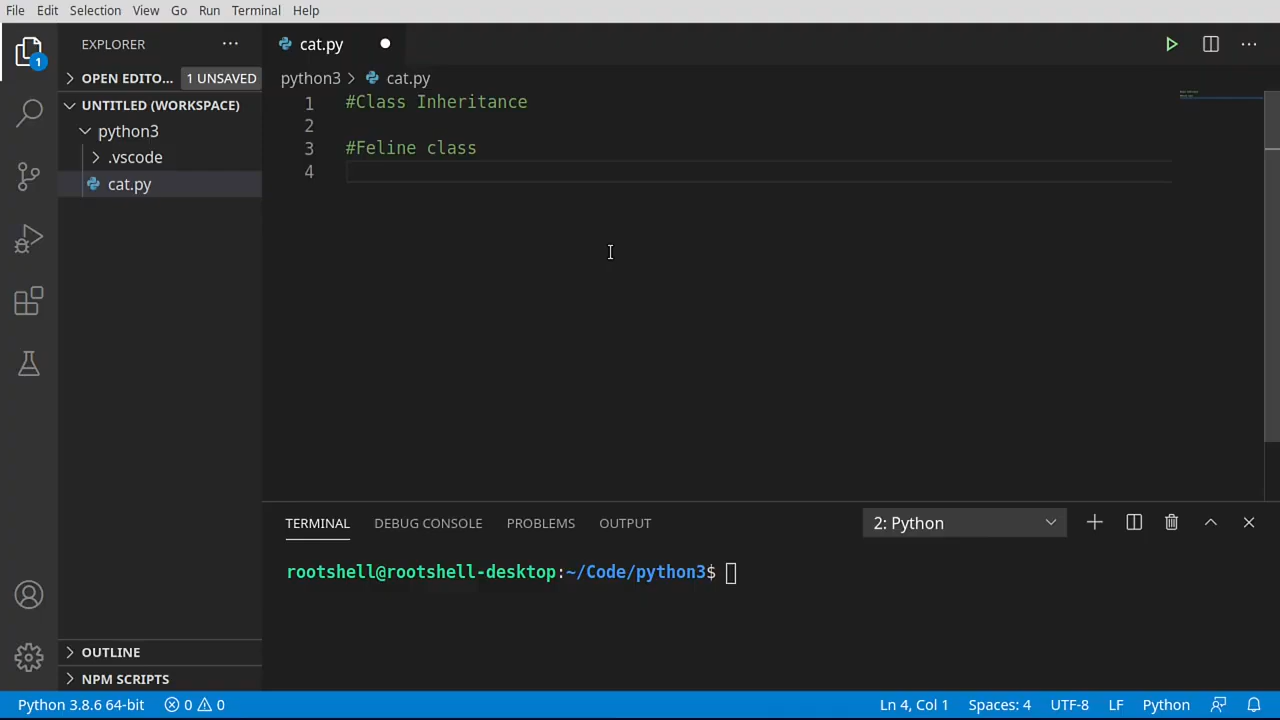 File Edit Selection View Go Run Terminal Help
EXPLORER
1
OPEN EDITO... 1 UNSAVED
UNTITLED (WORKSPACE)
python3
.vscode
cat.py
OUTLINE
NPM SCRIPTS
cat.py
python3 > cat.py
1 #Class Inheritance
2
3 #Feline class
4
TERMINAL DEBUG CONSOLE PROBLEMS OUTPUT 2: Python
rootshell@rootshell-desktop:~/Code/python3$
Python 3.8.6 64-bit 0 0 Ln 4, Col 1 Spaces: 4 UTF-8 LF Python